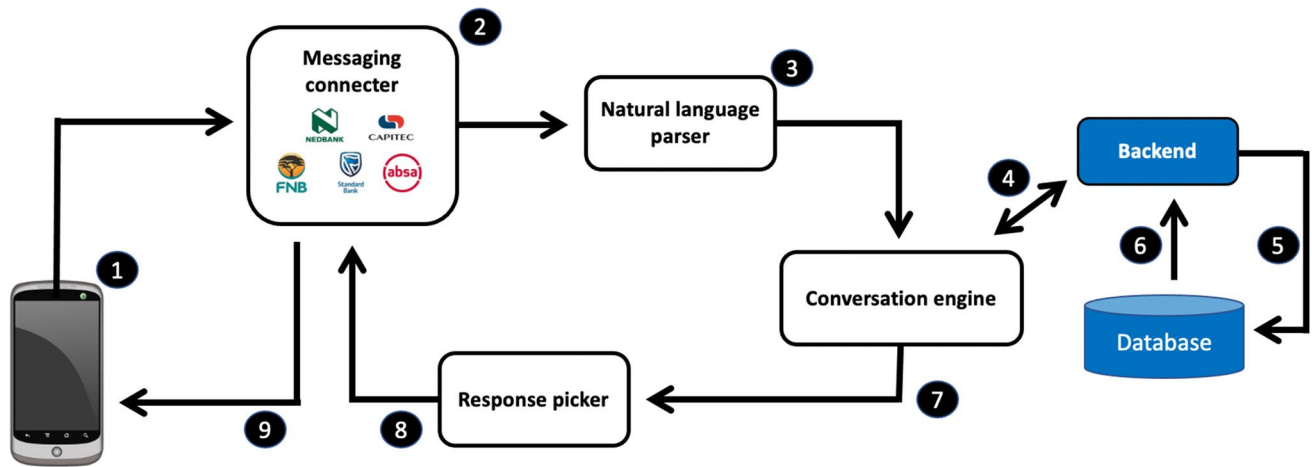 2
Messaging
connecter
NEDBANK
CAPITEC
FNB
Standard
Bank
absa
3
Natural language
parser
Backend
4
6
5
1
Conversation engine
Database
Response picker
7
9
8